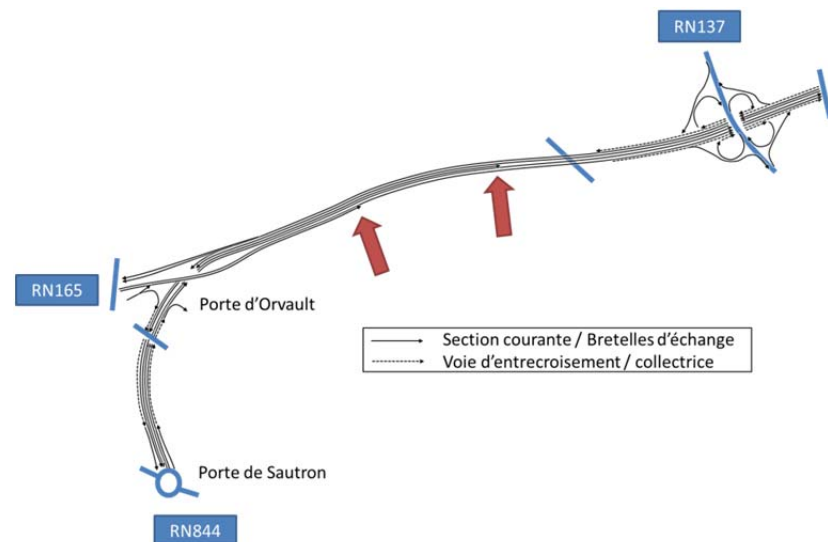 RN137
RN165
Porte d'Orvault
Section courante / Bretelles d'échange
Voie d'entrecroisement / collectrice
Porte de Sautron
RN844